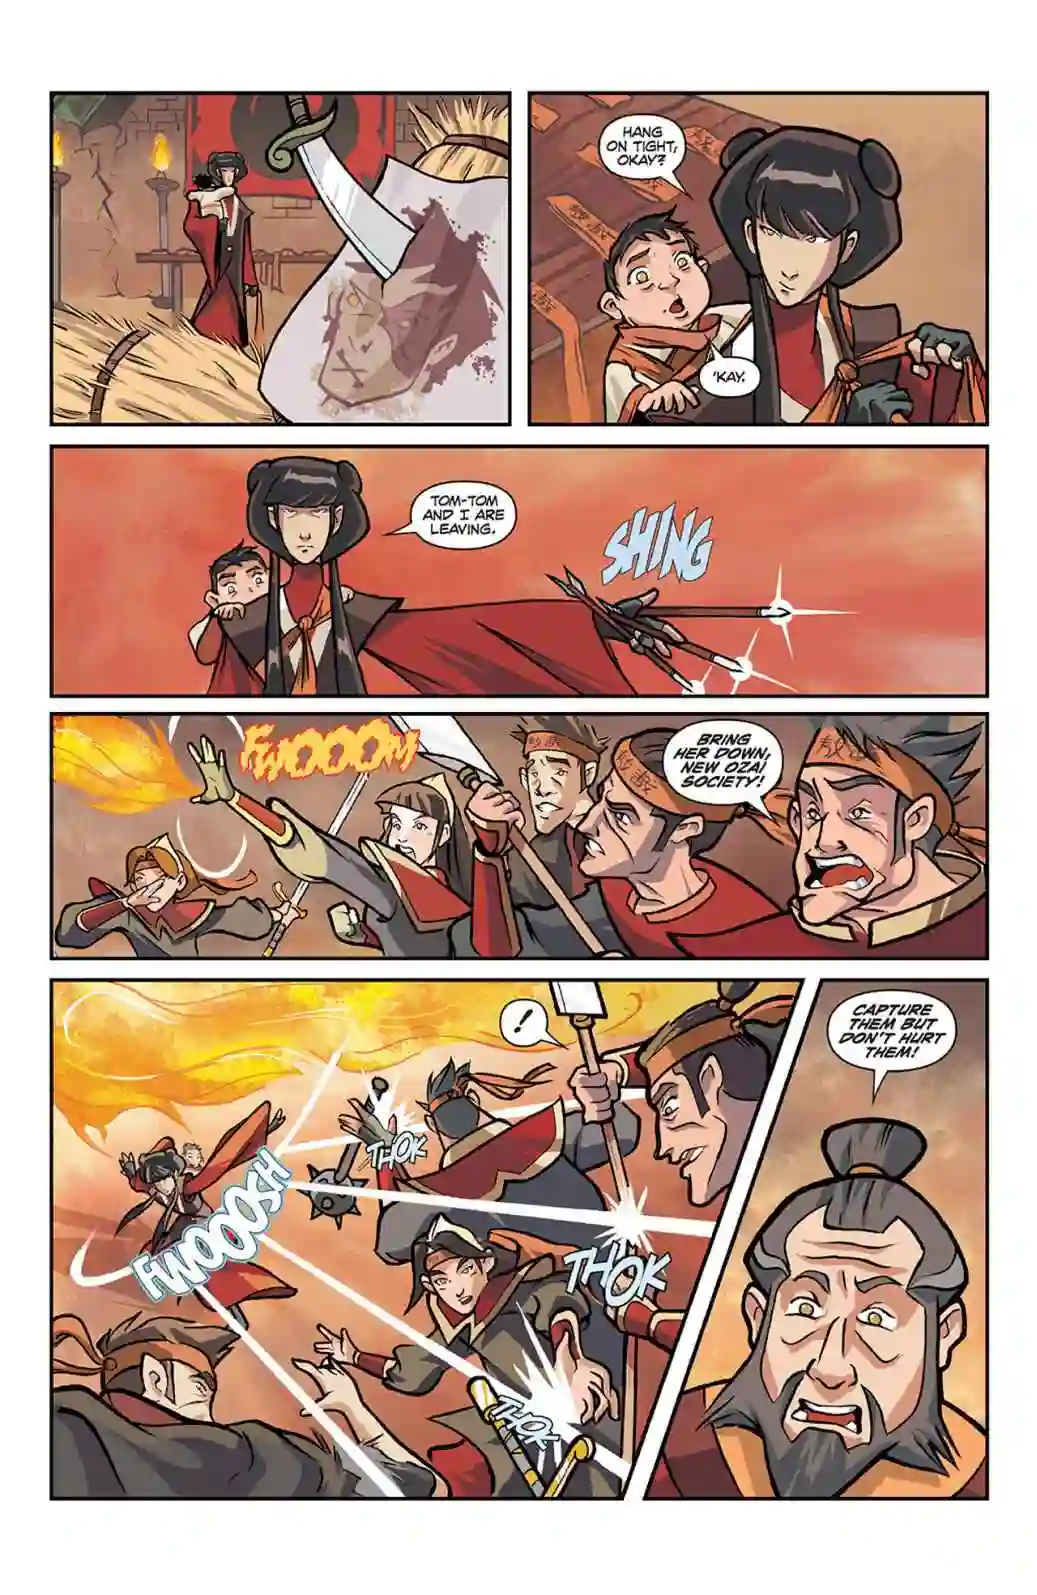 HANG
ON TIGHT,
OKAY?
'KAY.
TOM-TOM
AND I ARE
LEAVING.
SHING
FWOOOOM
BRING
HER DOWN,
NEW OZAI
SOCIETY!
!
THOK
FWOOOSH
THOK
THOK
CAPTURE
THEM BUT
DON'T HURT
THEM!